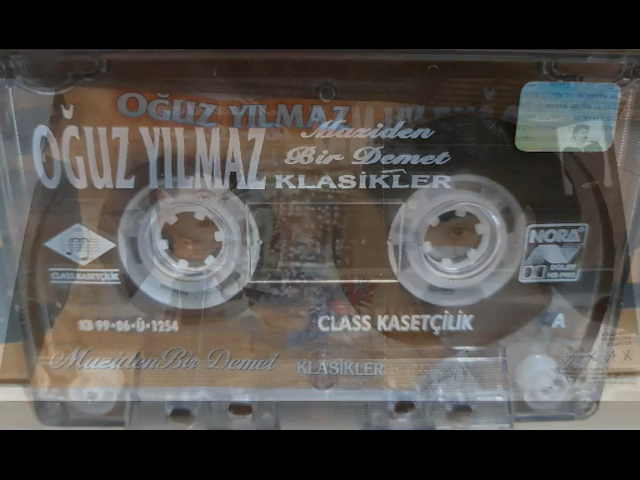 OĞUZ YILMAZ
OĞUZ YILMAZ
Maziden
Bir Demet
KLASİKLER
CLASS KASETÇİLİK
NORA
DOLBY
KB 99•06•Ü•1254
CLASS KASETÇİLİK
A
Maziden Bir Demet KLASİKLER